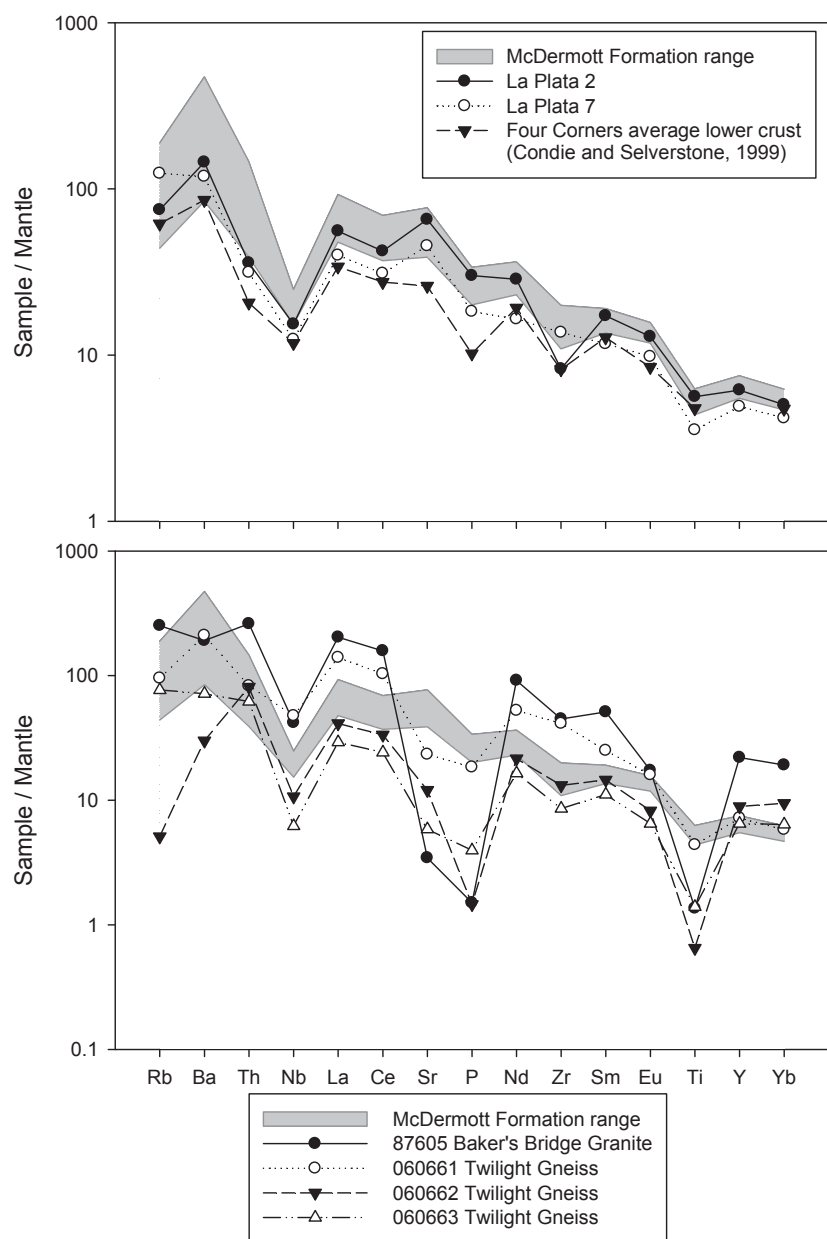 1000
McDermott Formation range
La Plata 2
La Plata 7
Four Corners average lower crust
(Condie and Selverstone, 1999)
100
Sample / Mantle
10
1
1000
100
Sample / Mantle
10
1
0.1
Rb Ba Th Nb La Ce Sr P Nd Zr Sm Eu Ti Y Yb
McDermott Formation range
87605 Baker's Bridge Granite
060661 Twilight Gneiss
060662 Twilight Gneiss
060663 Twilight Gneiss